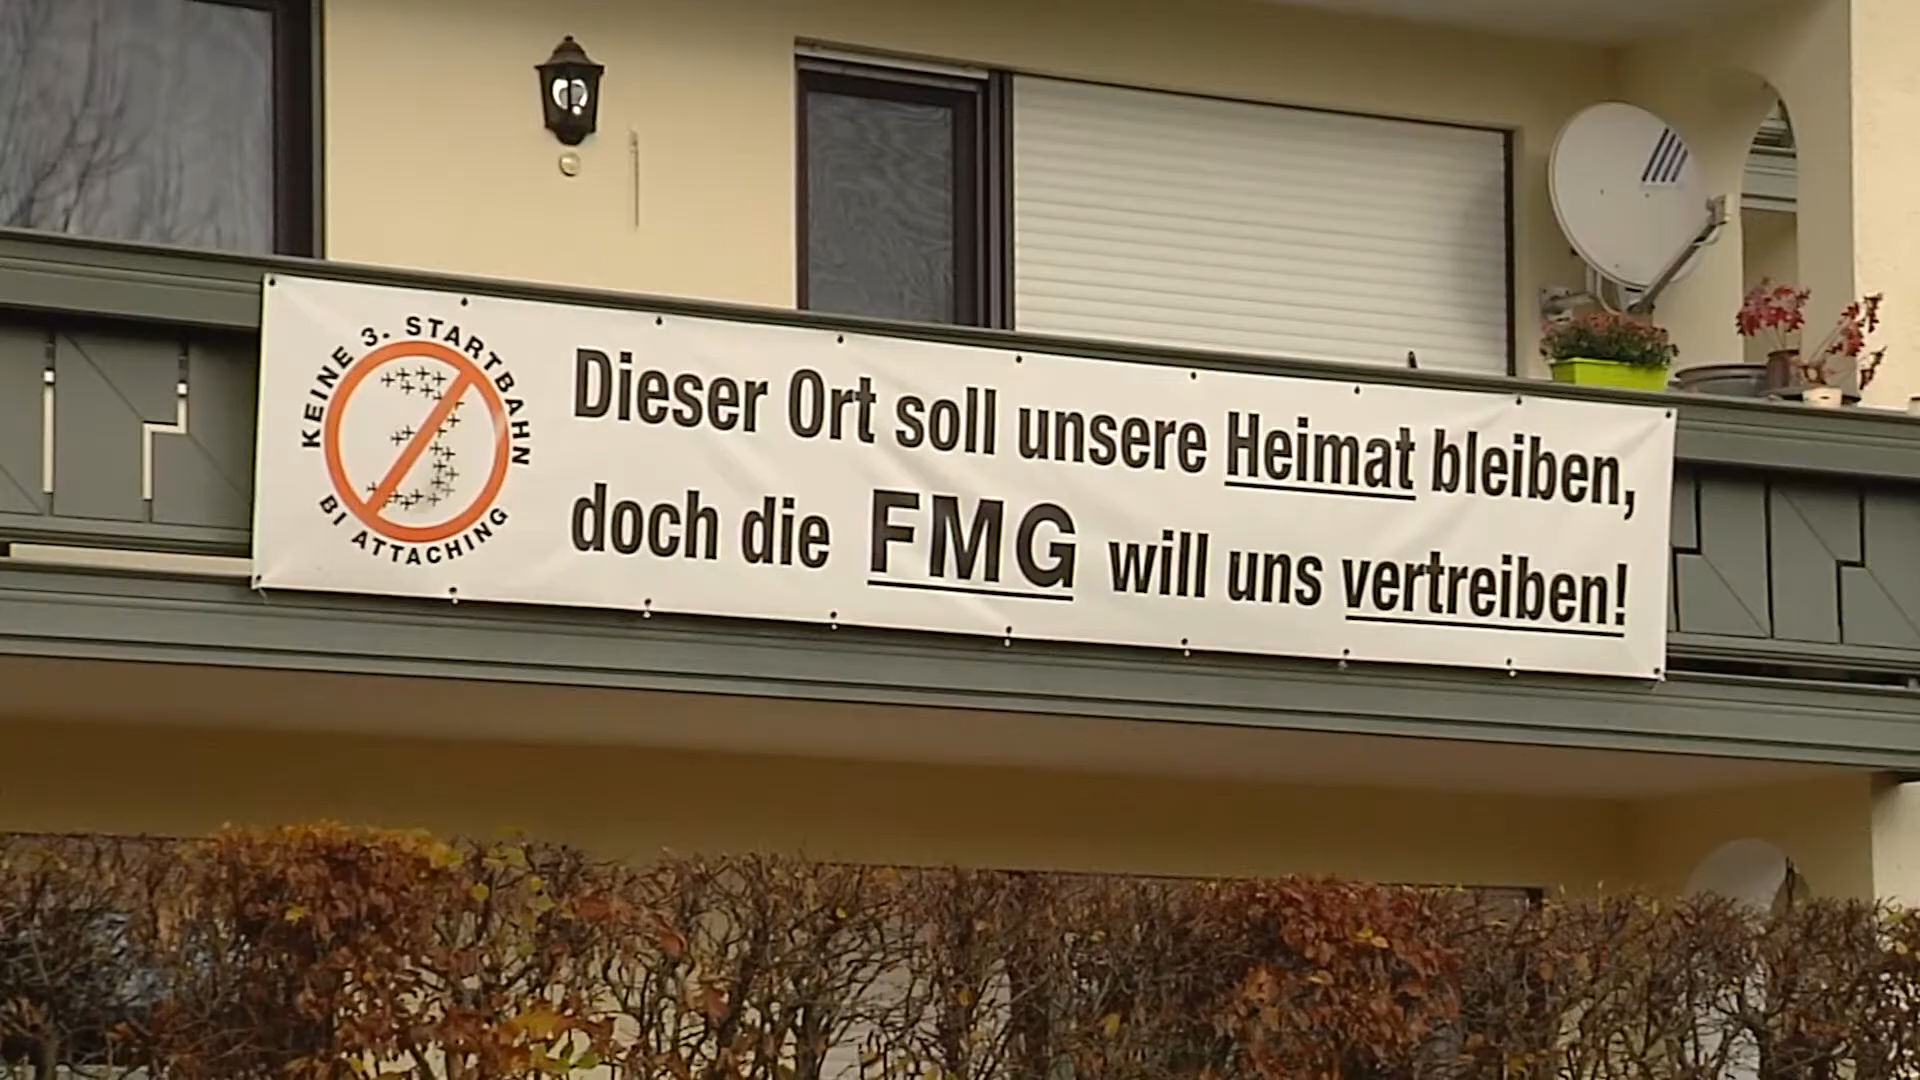 KEINE 3. STARTBAHN
BI ATTACHING
Dieser Ort soll unsere Heimat bleiben,
doch die FMG will uns vertreiben!